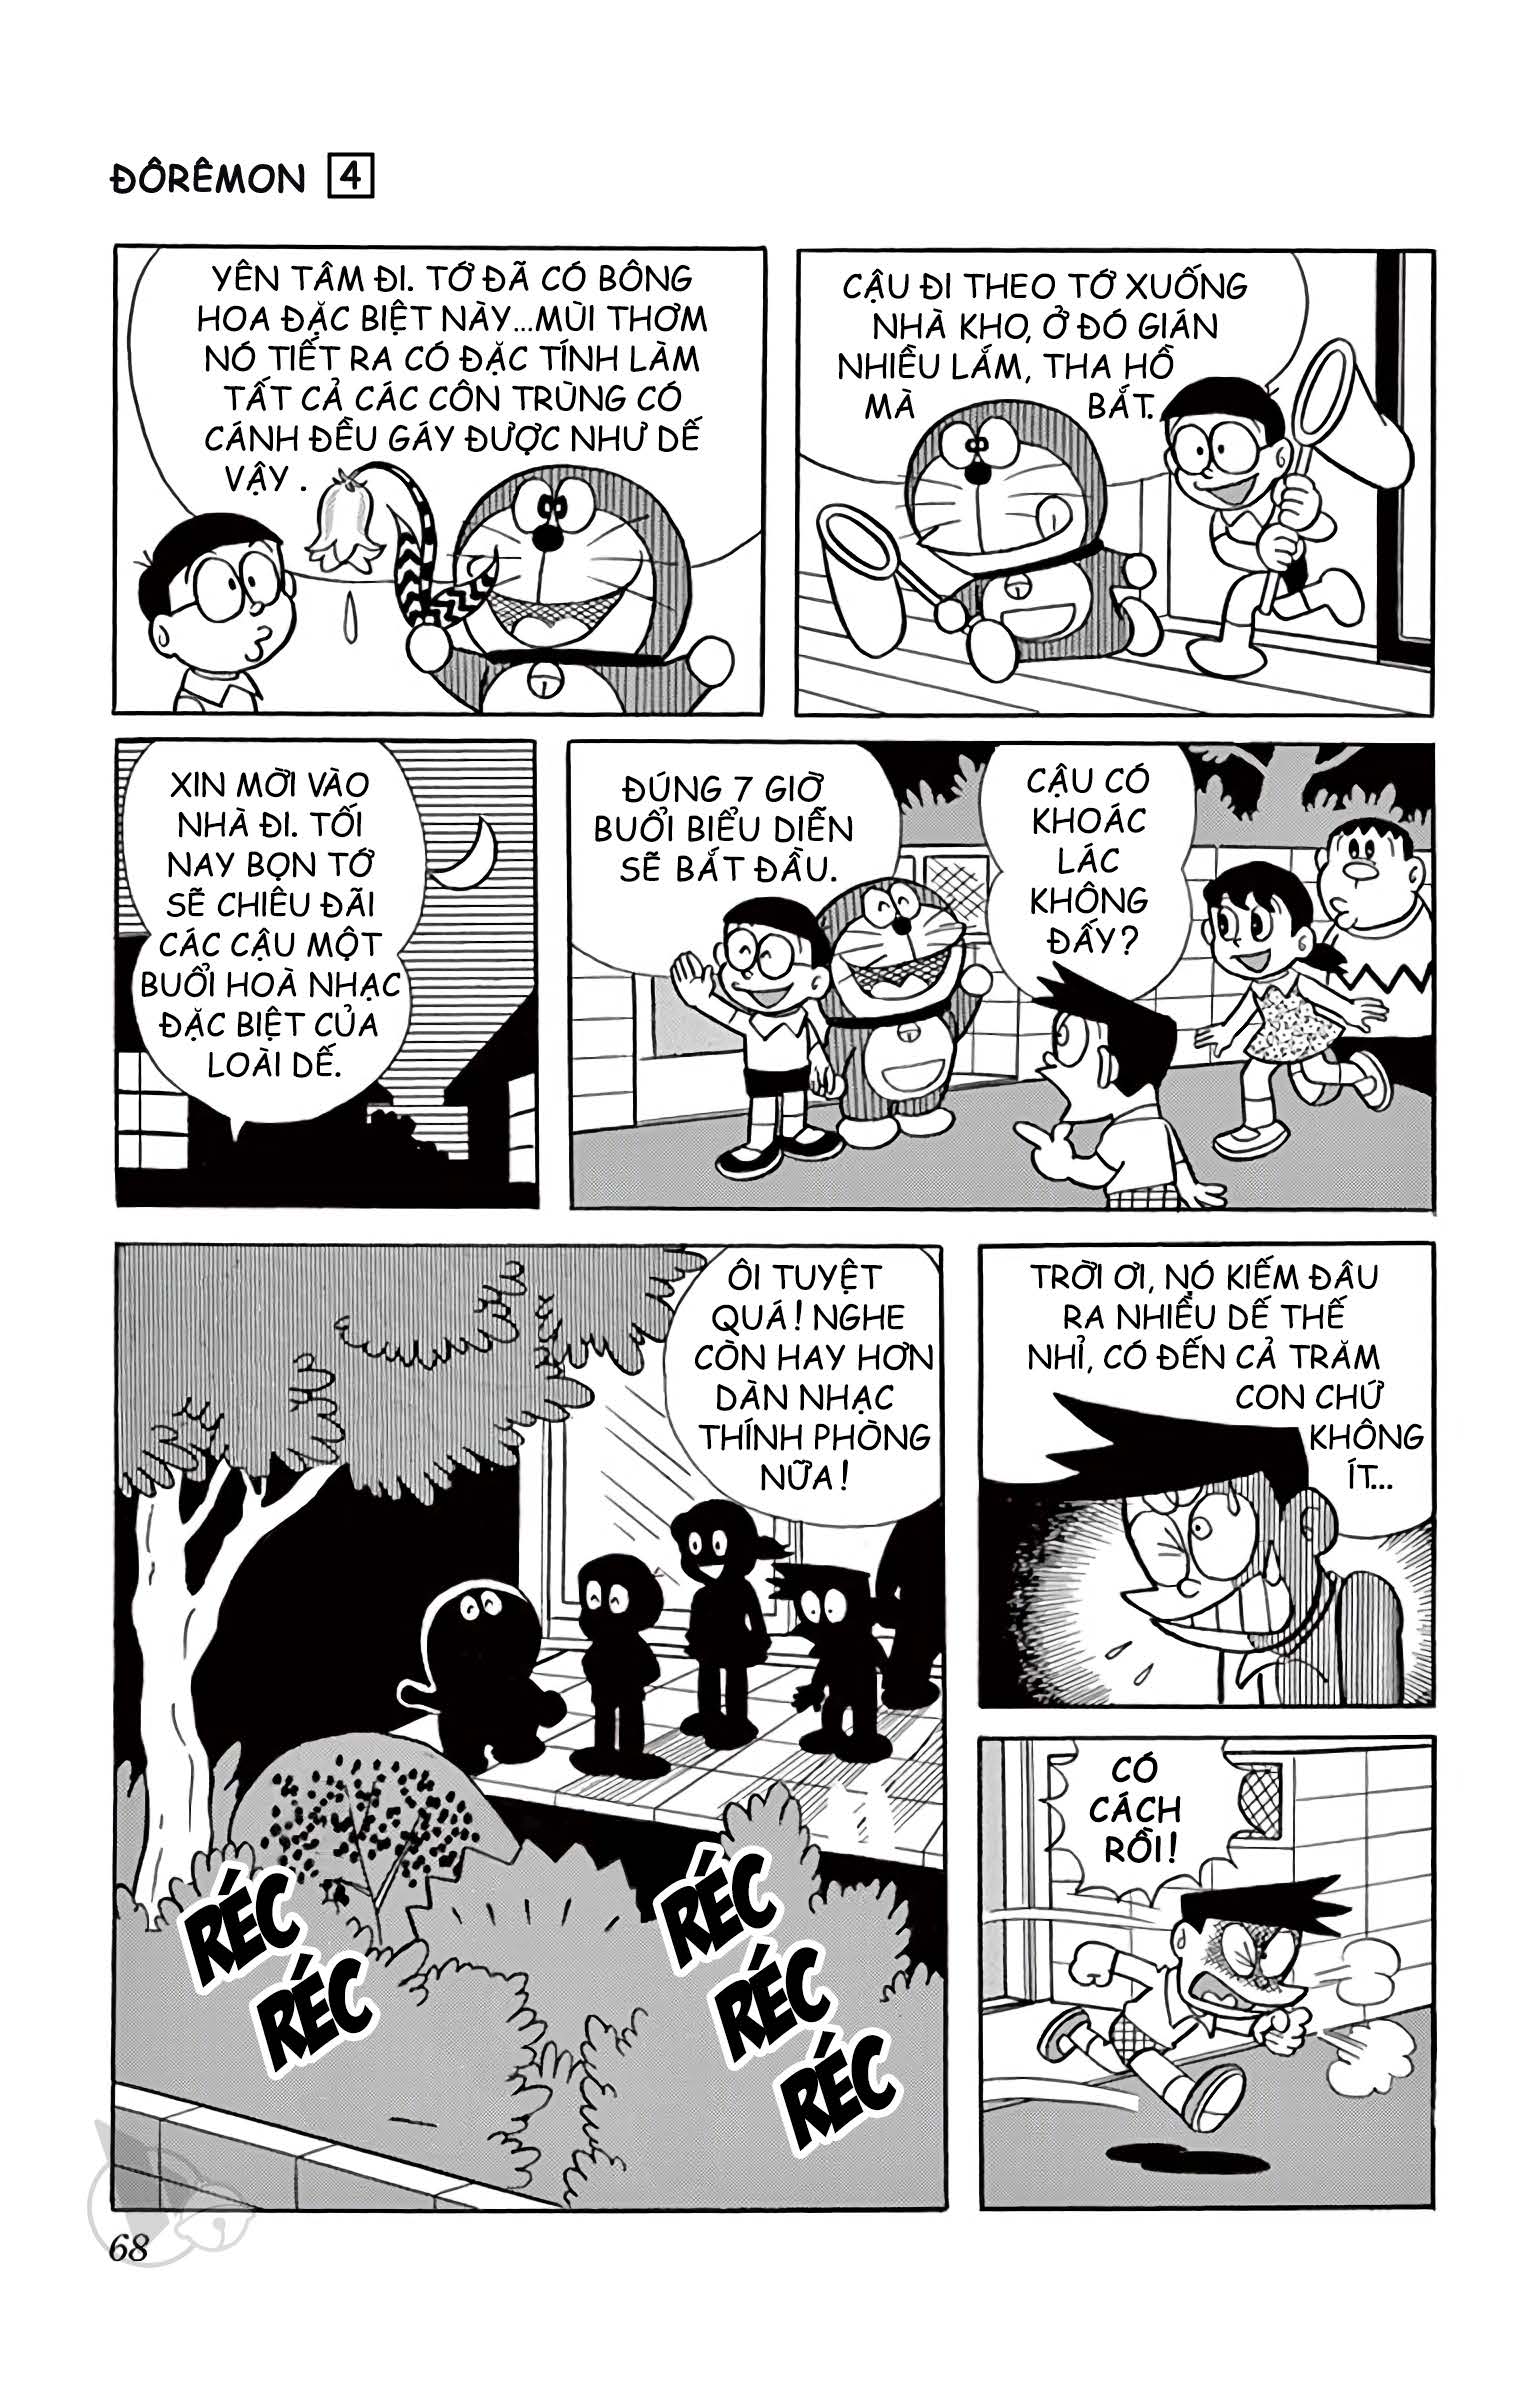 ĐÔRÊMON 4
YÊN TÂM ĐI. TỚ ĐÃ CÓ BÔNG
HOA ĐẶC BIỆT NÀY...MÙI THƠM
NÓ TIẾT RA CÓ ĐẶC TÍNH LÀM
TẤT CẢ CÁC CÔN TRÙNG CÓ
CÁNH ĐỀU GÁY ĐƯỢC NHƯ DẾ
VẬY .
CẬU ĐI THEO TỚ XUỐNG
NHÀ KHO, Ở ĐÓ GIÁN
NHIỀU LẮM, THA HỒ
MÀ BẮT.
XIN MỜI VÀO
NHÀ ĐI. TỐI
NAY BỌN TỚ
SẼ CHIÊU ĐÃI
CÁC CẬU MỘT
BUỔI HOÀ NHẠC
ĐẶC BIỆT CỦA
LOÀI DẾ.
ĐÚNG 7 GIỜ
BUỔI BIỂU DIỄN
SẼ BẮT ĐẦU.
CẬU CÓ
KHOÁC
LÁC
KHÔNG
ĐẤY?
ÔI TUYỆT
QUÁ! NGHE
CÒN HAY HƠN
DÀN NHẠC
THÍNH PHÒNG
NỮA!
RÉC
RÉC
RÉC
RÉC
RÉC
TRỜI ƠI, NÓ KIẾM ĐÂU
RA NHIỀU DẾ THẾ
NHỈ, CÓ ĐẾN CẢ TRĂM
CON CHỨ
KHÔNG
ÍT...
CÓ
CÁCH
RỒI!
68